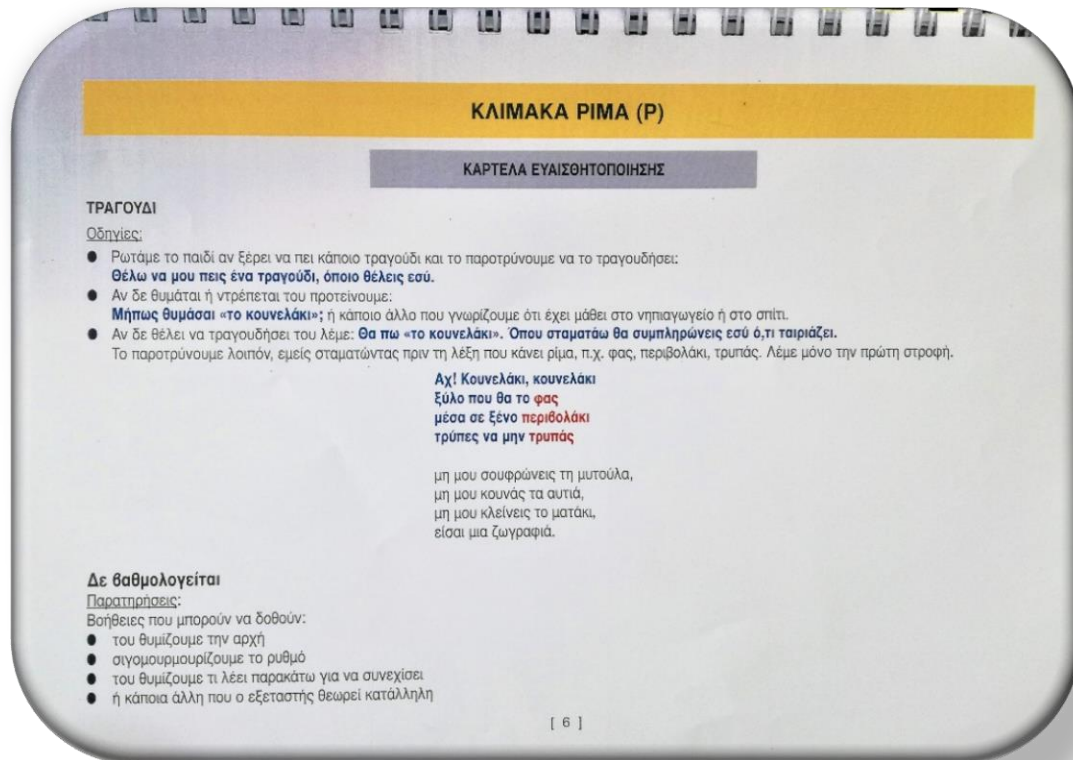 ΚΛΙΜΑΚΑ ΡΙΜΑ (Ρ)
ΚΑΡΤΕΛΑ ΕΥΑΙΣΘΗΤΟΠΟΙΗΣΗΣ
ΤΡΑΓΟΥΔΙ
Οδηγίες:
● Ρωτάμε το παιδί αν ξέρει να πει κάποιο τραγούδι και το παροτρύνουμε να το τραγουδήσει:
Θέλω να μου πεις ένα τραγούδι, όποιο θέλεις εσύ.
● Αν δε θυμάται ή ντρέπεται του προτείνουμε:
Μήπως θυμάσαι «το κουνελάκι»; ή κάποιο άλλο που γνωρίζουμε ότι έχει μάθει στο νηπιαγωγείο ή στο σπίτι.
● Αν δε θέλει να τραγουδήσει του λέμε: Θα πω «το κουνελάκι». Όπου σταματάω θα συμπληρώνεις εσύ ό,τι ταιριάζει.
Το παροτρύνουμε λοιπόν, εμείς σταματώντας πριν τη λέξη που κάνει ρίμα, π.χ. φας, περιβολάκι, τρυπάς. Λέμε μόνο την πρώτη στροφή.
Αχ! Κουνελάκι, κουνελάκι
ξύλο που θα το φας
μέσα σε ξένο περιβολάκι
τρύπες να μην τρυπάς
μη μου σουφρώνεις τη μυτούλα,
μη μου κουνάς τα αυτιά,
μη μου κλείνεις το ματάκι,
είσαι μια ζωγραφιά.
Δε βαθμολογείται
Παρατηρήσεις:
Βοήθειες που μπορούν να δοθούν:
● του θυμίζουμε την αρχή
● σιγομουρμουρίζουμε το ρυθμό
● του θυμίζουμε τι λέει παρακάτω για να συνεχίσει
● ή κάποια άλλη που ο εξεταστής θεωρεί κατάλληλη
[ 6 ]